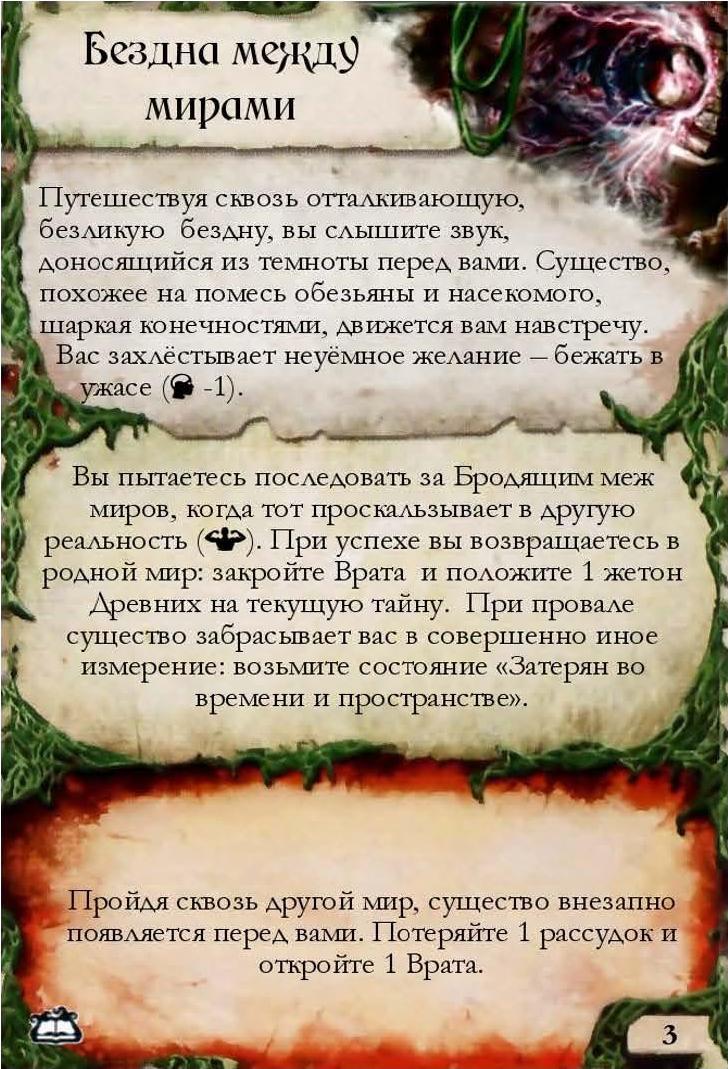 Бездна между
мирами
Путешествуя сквозь отталкивающую,
безликую бездну, вы слышите звук,
доносящийся из темноты перед вами. Существо,
похожее на помесь обезьяны и насекомого,
шаркая конечностями, движется вам навстречу.
Вас захлёстывает неуёмное желание – бежать в
ужасе ( -1).
Вы пытаетесь последовать за Бродящим меж
миров, когда тот проскальзывает в другую
реальность ( ). При успехе вы возвращаетесь в
родной мир: закройте Врата и положите 1 жетон
Древних на текущую тайну. При провале
существо забрасывает вас в совершенно иное
измерение: возьмите состояние «Затерян во
времени и пространстве».
Пройдя сквозь другой мир, существо внезапно
появляется перед вами. Потеряйте 1 рассудок и
откройте 1 Врата.
3